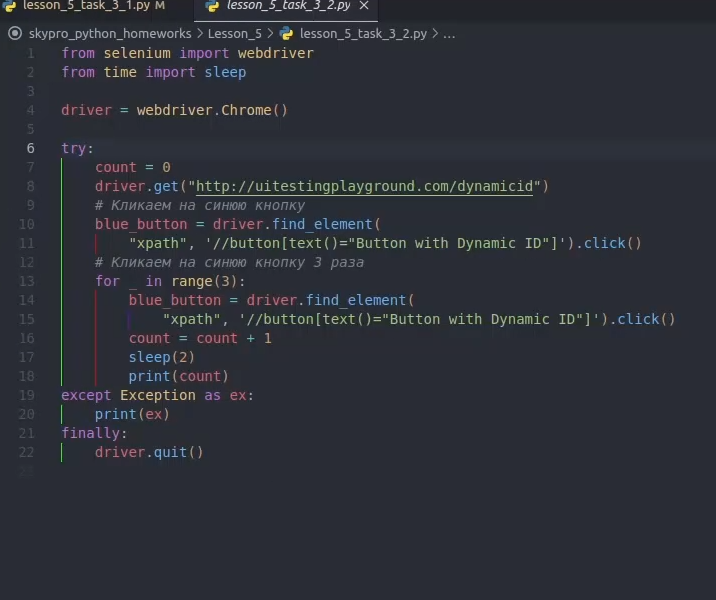 lesson_5_task_3_1.py M
lesson_5_task_3_2.py ×
skypro_python_homeworks > Lesson_5 > lesson_5_task_3_2.py > ...
1 from selenium import webdriver
2 from time import sleep
3
4 driver = webdriver.Chrome()
5
6 try:
7     count = 0
8     driver.get("http://uitestingplayground.com/dynamicid")
9     # Кликаем на синюю кнопку
10     blue_button = driver.find_element(
11         "xpath", '//button[text()="Button with Dynamic ID"]').click()
12     # Кликаем на синюю кнопку 3 раза
13     for _ in range(3):
14         blue_button = driver.find_element(
15             "xpath", '//button[text()="Button with Dynamic ID"]').click()
16         count = count + 1
17         sleep(2)
18         print(count)
19 except Exception as ex:
20     print(ex)
21 finally:
22     driver.quit()
23